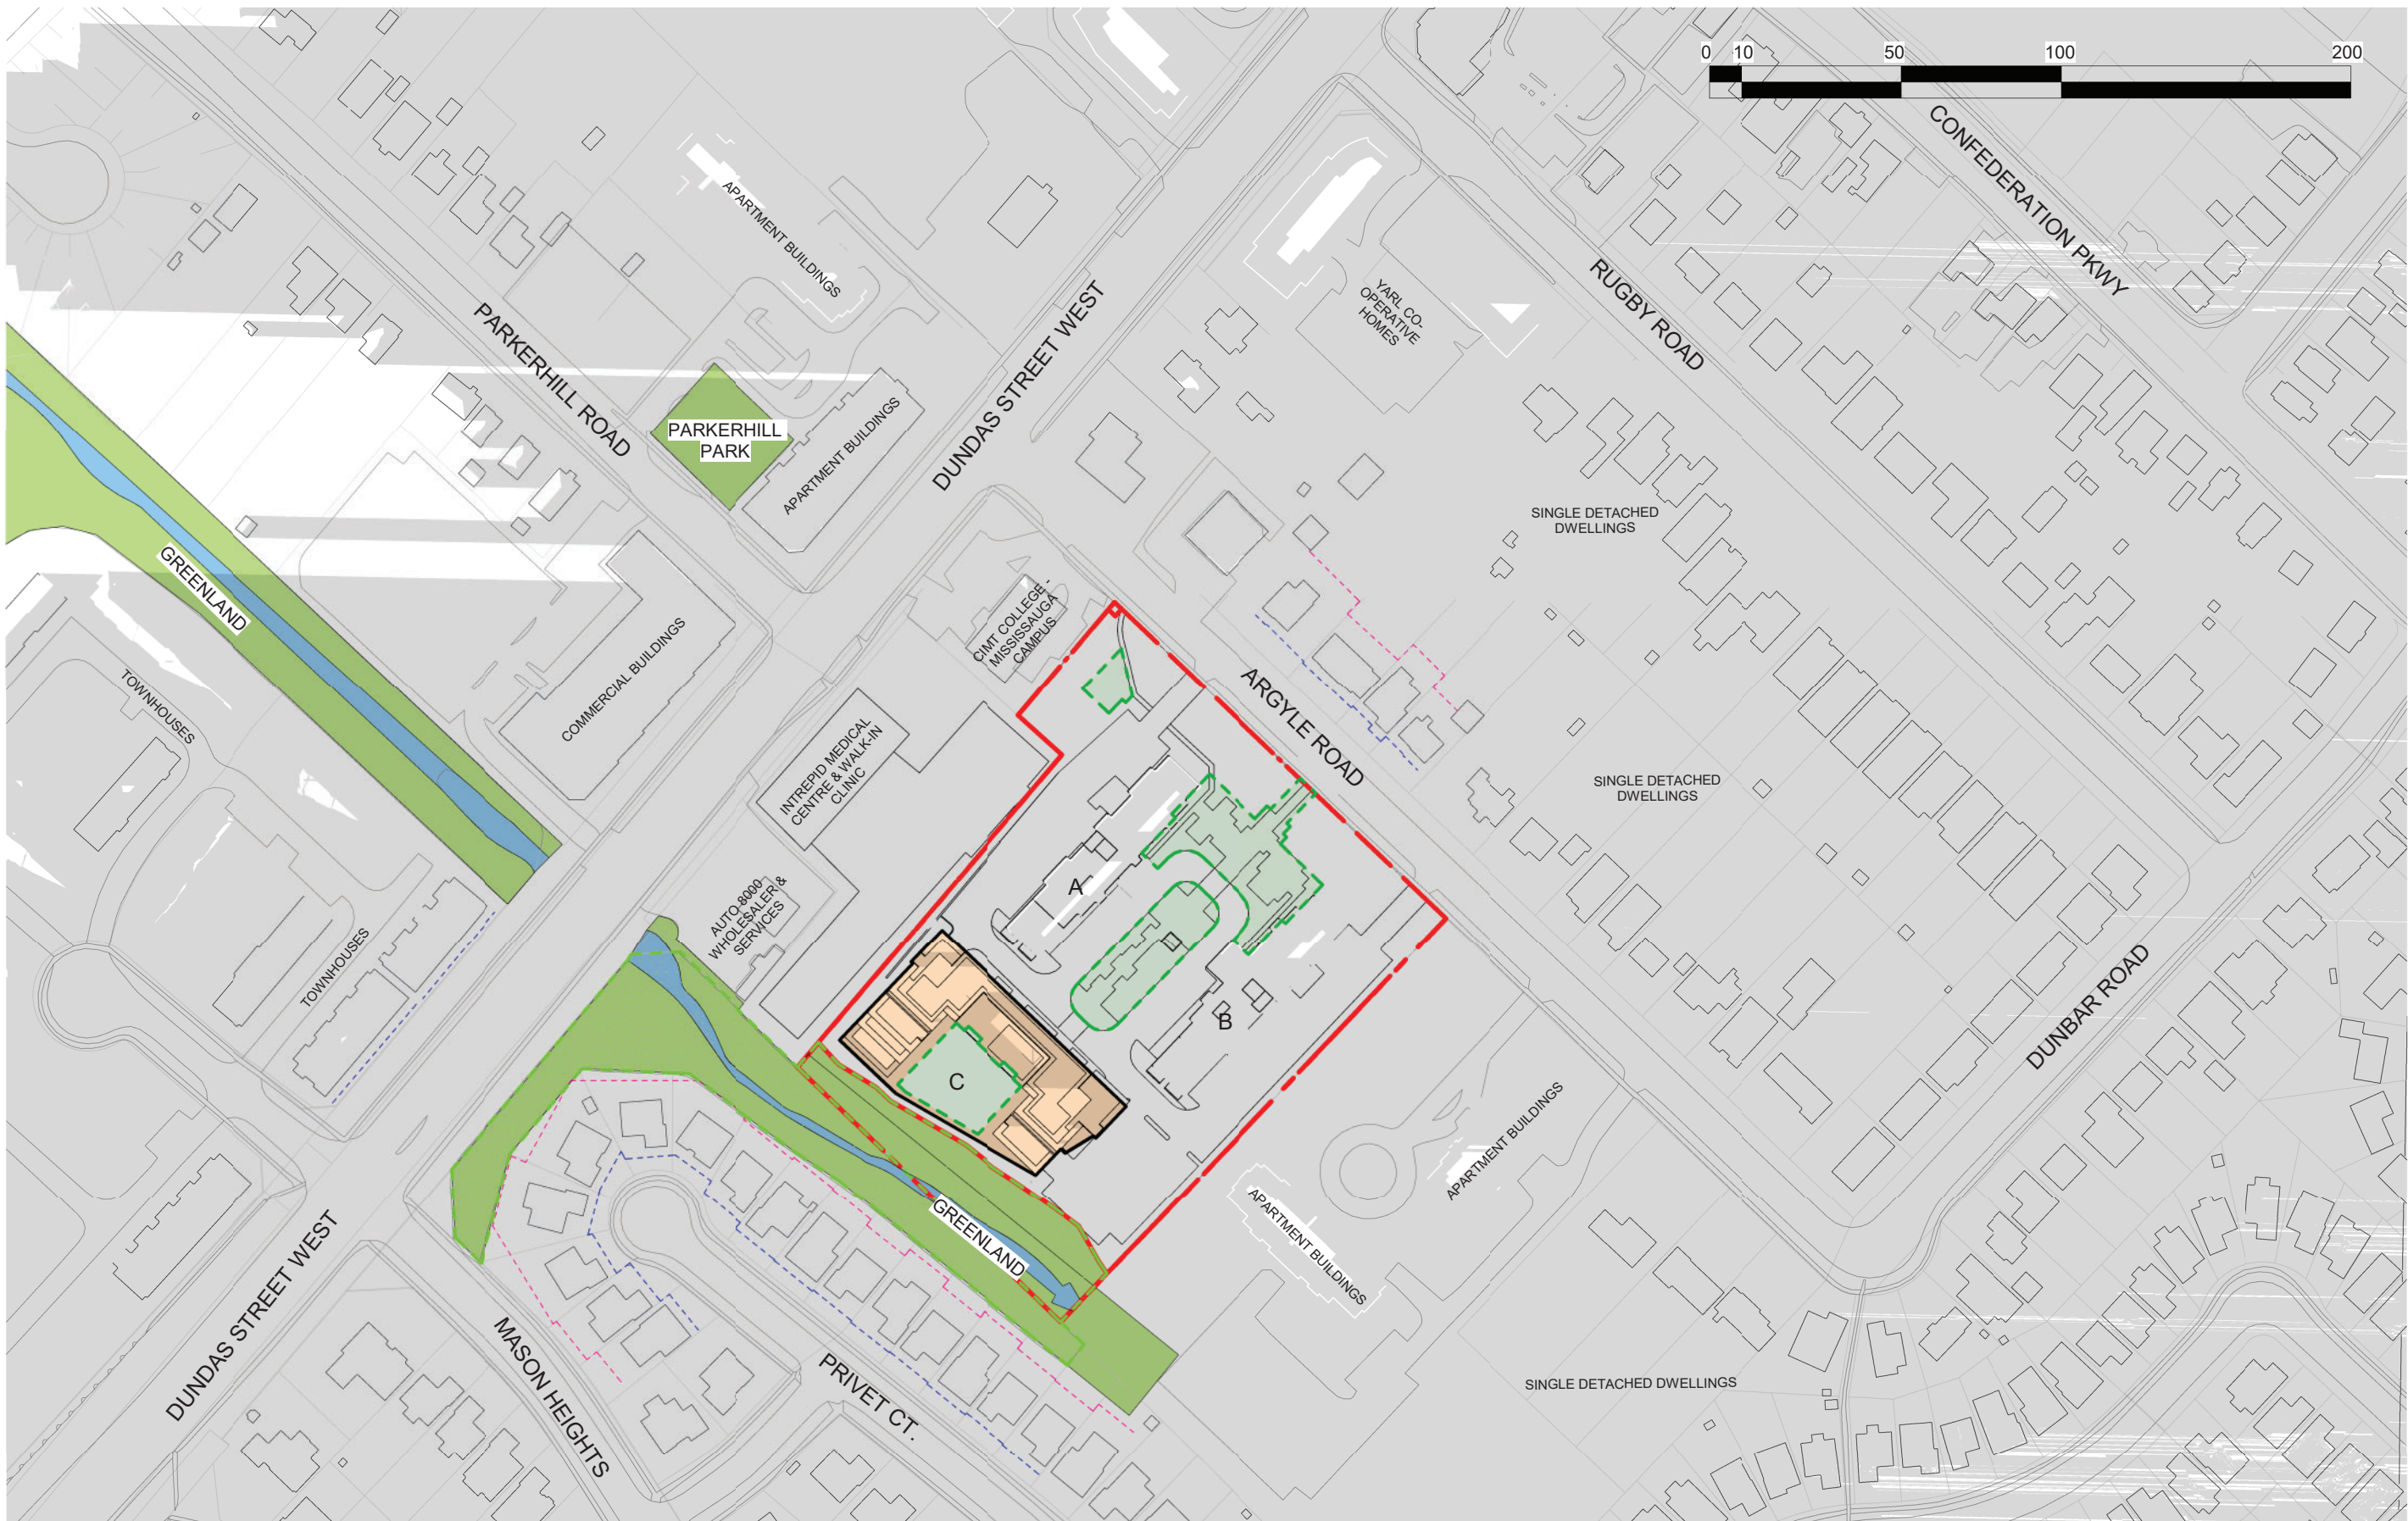 0 10 50 100 200
CONFEDERATION PKWY
APARTMENT BUILDINGS
YARL CO-
OPERATIVE
HOMES
RUGBY ROAD
PARKERHILL ROAD
DUNDAS STREET WEST
PARKERHILL
PARK
APARTMENT BUILDINGS
SINGLE DETACHED
DWELLINGS
GREENLAND
CIMT COLLEGE -
MISSISSAUGA
CAMPUS
COMMERCIAL BUILDINGS
TOWNHOUSES
ARGYLE ROAD
INTREPID MEDICAL
CENTRE & WALK-IN
CLINIC
SINGLE DETACHED
DWELLINGS
A
AUTO-8000
WHOLESALER &
SERVICES
TOWNHOUSES
B
DUNBAR ROAD
C
APARTMENT BUILDINGS
GREENLAND
APARTMENT BUILDINGS
DUNDAS STREET WEST
MASON HEIGHTS
PRIVET CT.
SINGLE DETACHED DWELLINGS